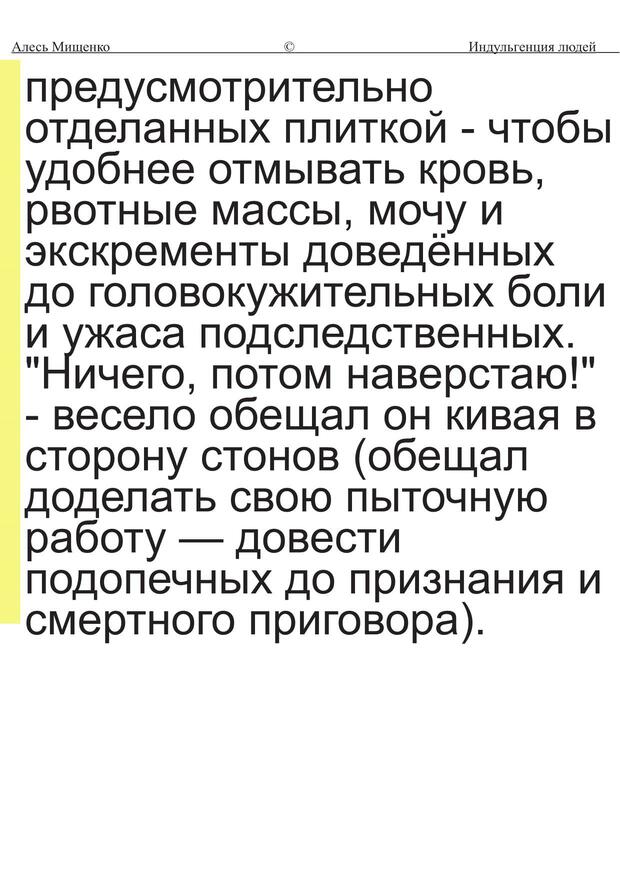 Алесь Мищенко © Индульгенция людей
предусмотрительно
отделанных плиткой - чтобы
удобнее отмывать кровь,
рвотные массы, мочу и
экскременты доведённых
до головокужительных боли
и ужаса подследственных.
"Ничего, потом наверстаю!"
- весело обещал он кивая в
сторону стонов (обещал
доделать свою пыточную
работу — довести
подопечных до признания и
смертного приговора).